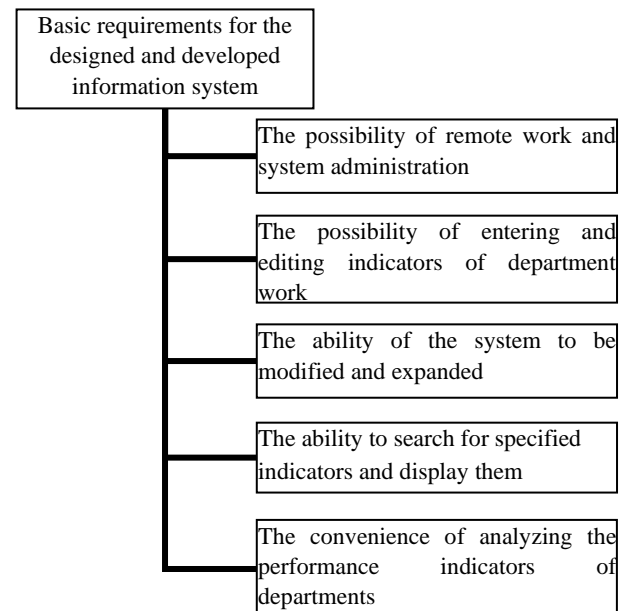 Basic requirements for the
designed and developed
information system
The possibility of remote work and
system administration
The possibility of entering and
editing indicators of department
work
The ability of the system to be
modified and expanded
The ability to search for specified
indicators and display them
The convenience of analyzing the
performance indicators of
departments